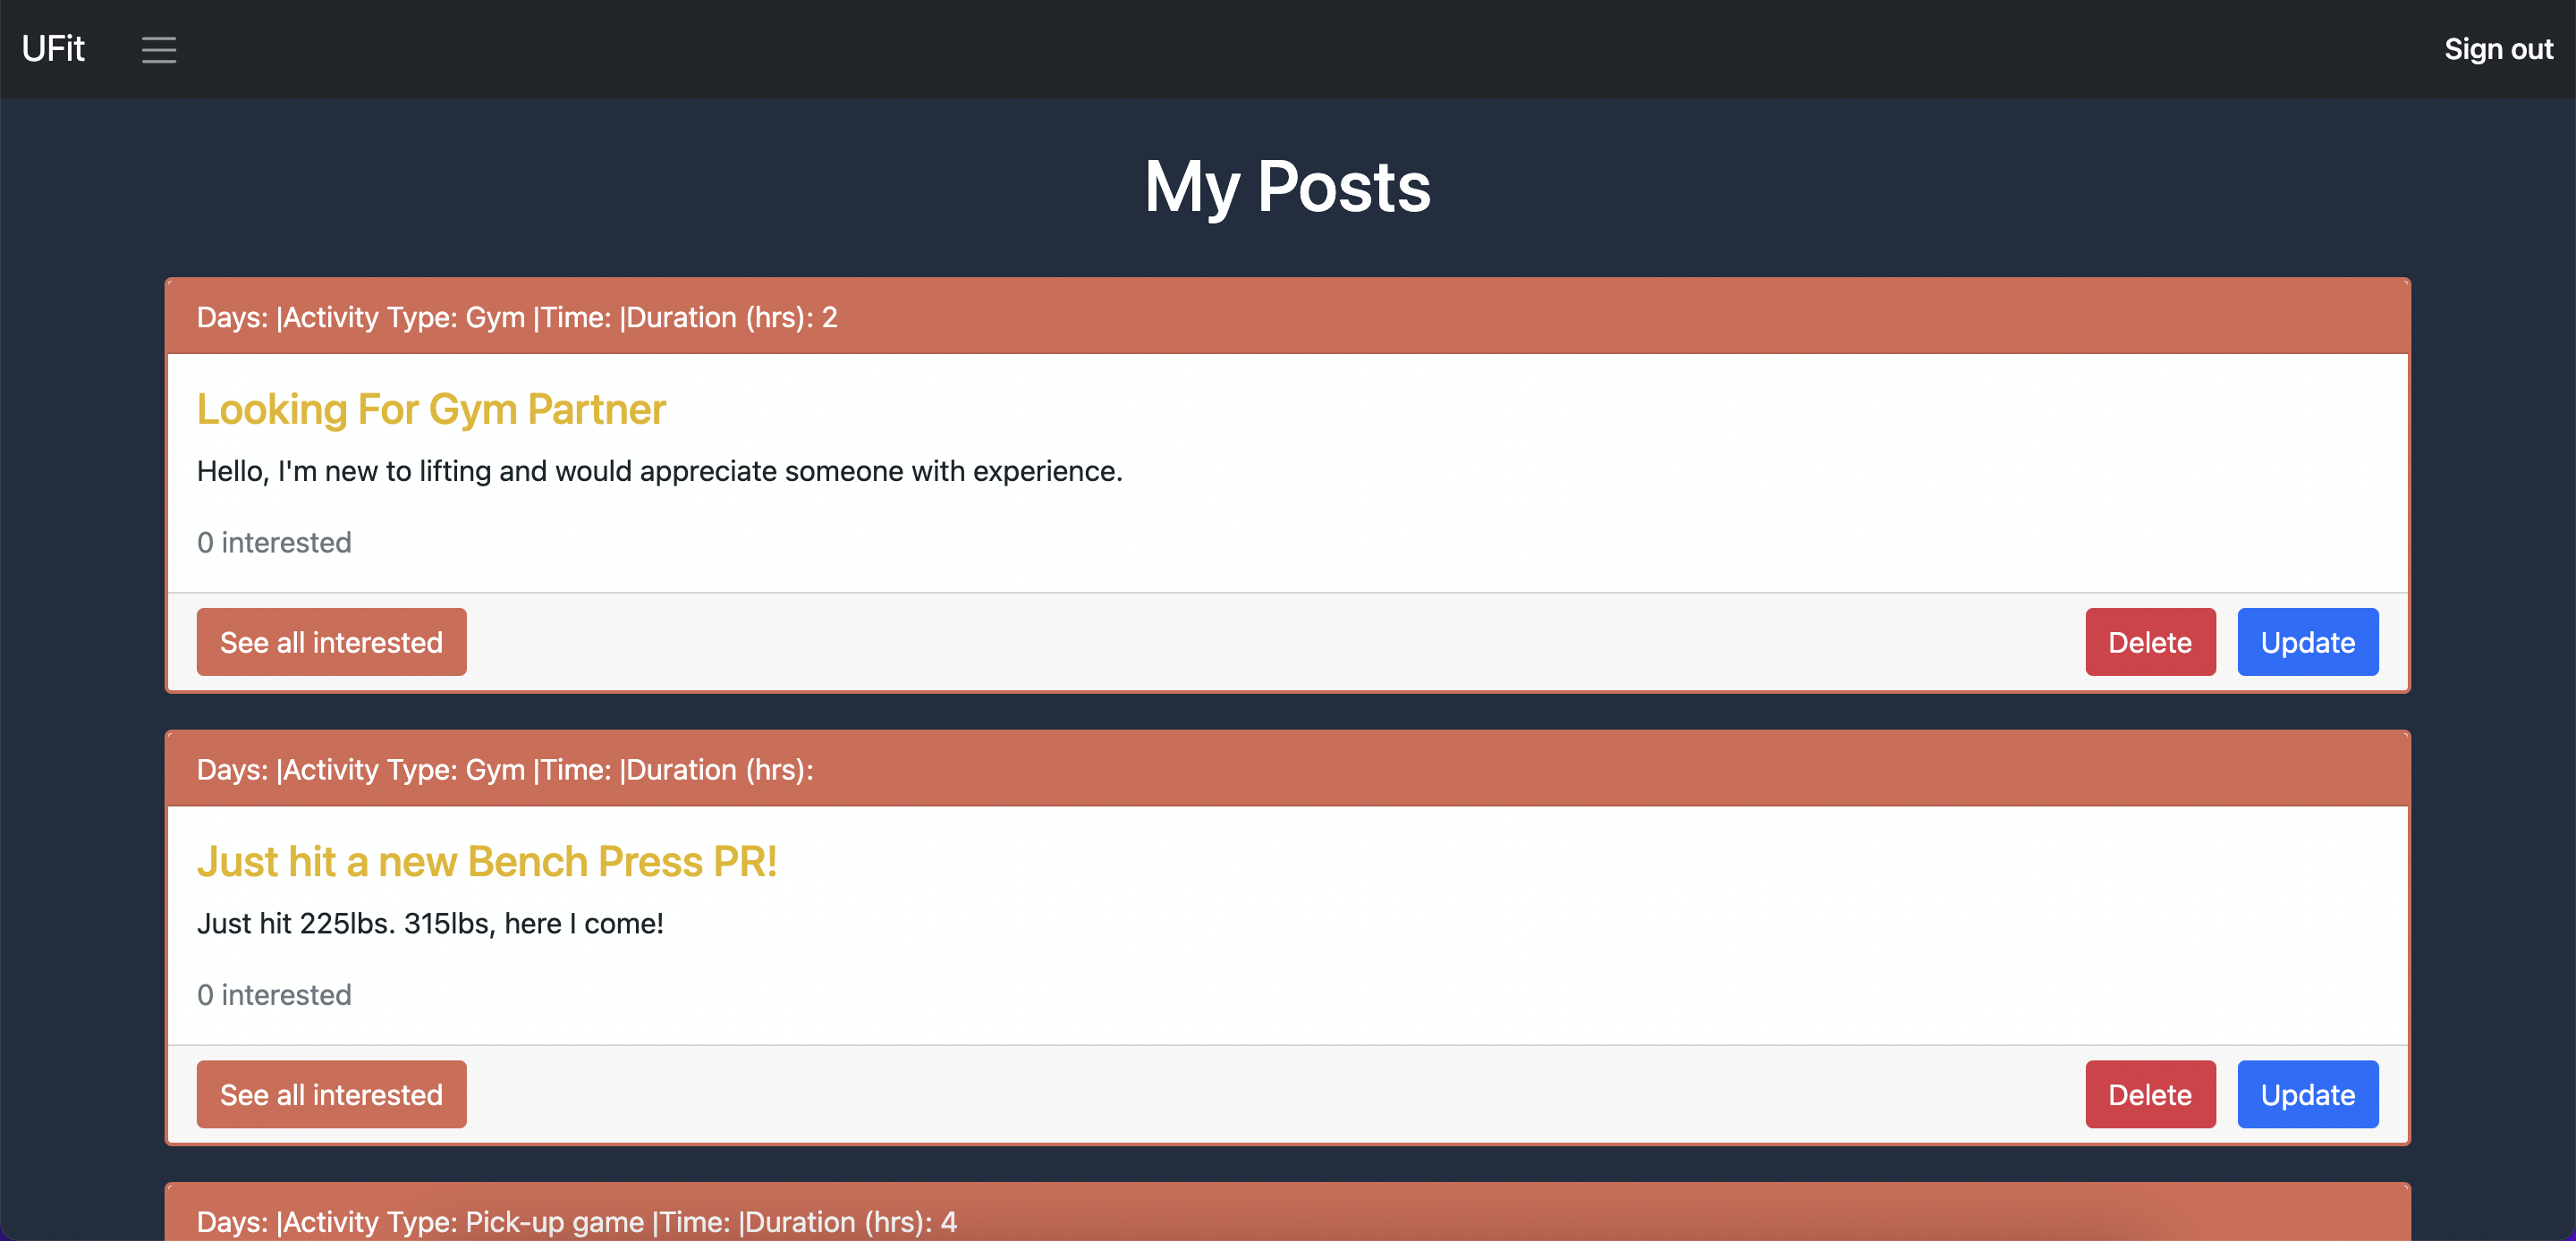 UFit
Sign out
My Posts
Days: |Activity Type: Gym |Time: |Duration (hrs): 2
Looking For Gym Partner
Hello, I'm new to lifting and would appreciate someone with experience.
0 interested
See all interested
Delete
Update
Days: |Activity Type: Gym |Time: |Duration (hrs):
Just hit a new Bench Press PR!
Just hit 225lbs. 315lbs, here I come!
0 interested
See all interested
Delete
Update
Days: |Activity Type: Pick-up game |Time: |Duration (hrs): 4